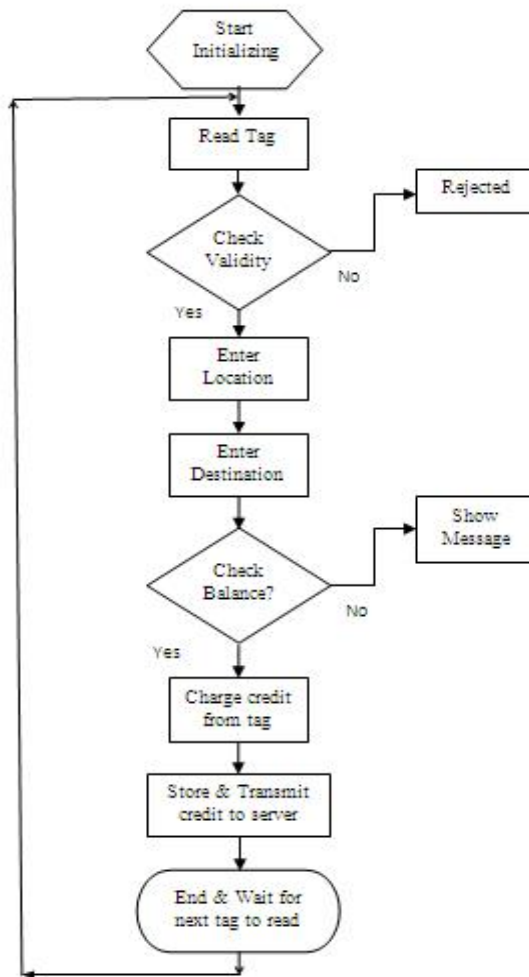 Start
Initializing
Read Tag
Rejected
Check
Validity
No
Yes
Enter
Location
Enter
Destination
Show
Message
Check
Balance?
No
Yes
Charge credit
from tag
Store & Transmit
credit to server
End & Wait for
next tag to read